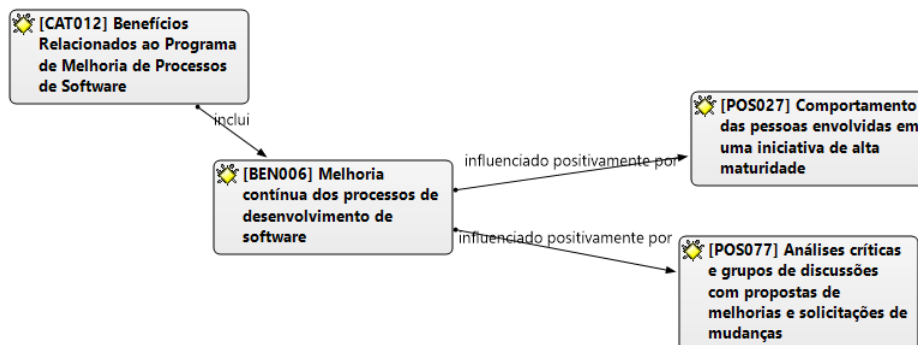 [CAT012] Benefícios
Relacionados ao Programa
de Melhoria de Processos
de Software
inclui
[BEN006] Melhoria
contínua dos processos de
desenvolvimento de
software
influenciado positivamente por
[POS027] Comportamento
das pessoas envolvidas em
uma iniciativa de alta
maturidade
influenciado positivamente por
[POS077] Análises críticas
e grupos de discussões
com propostas de
melhorias e solicitações de
mudanças